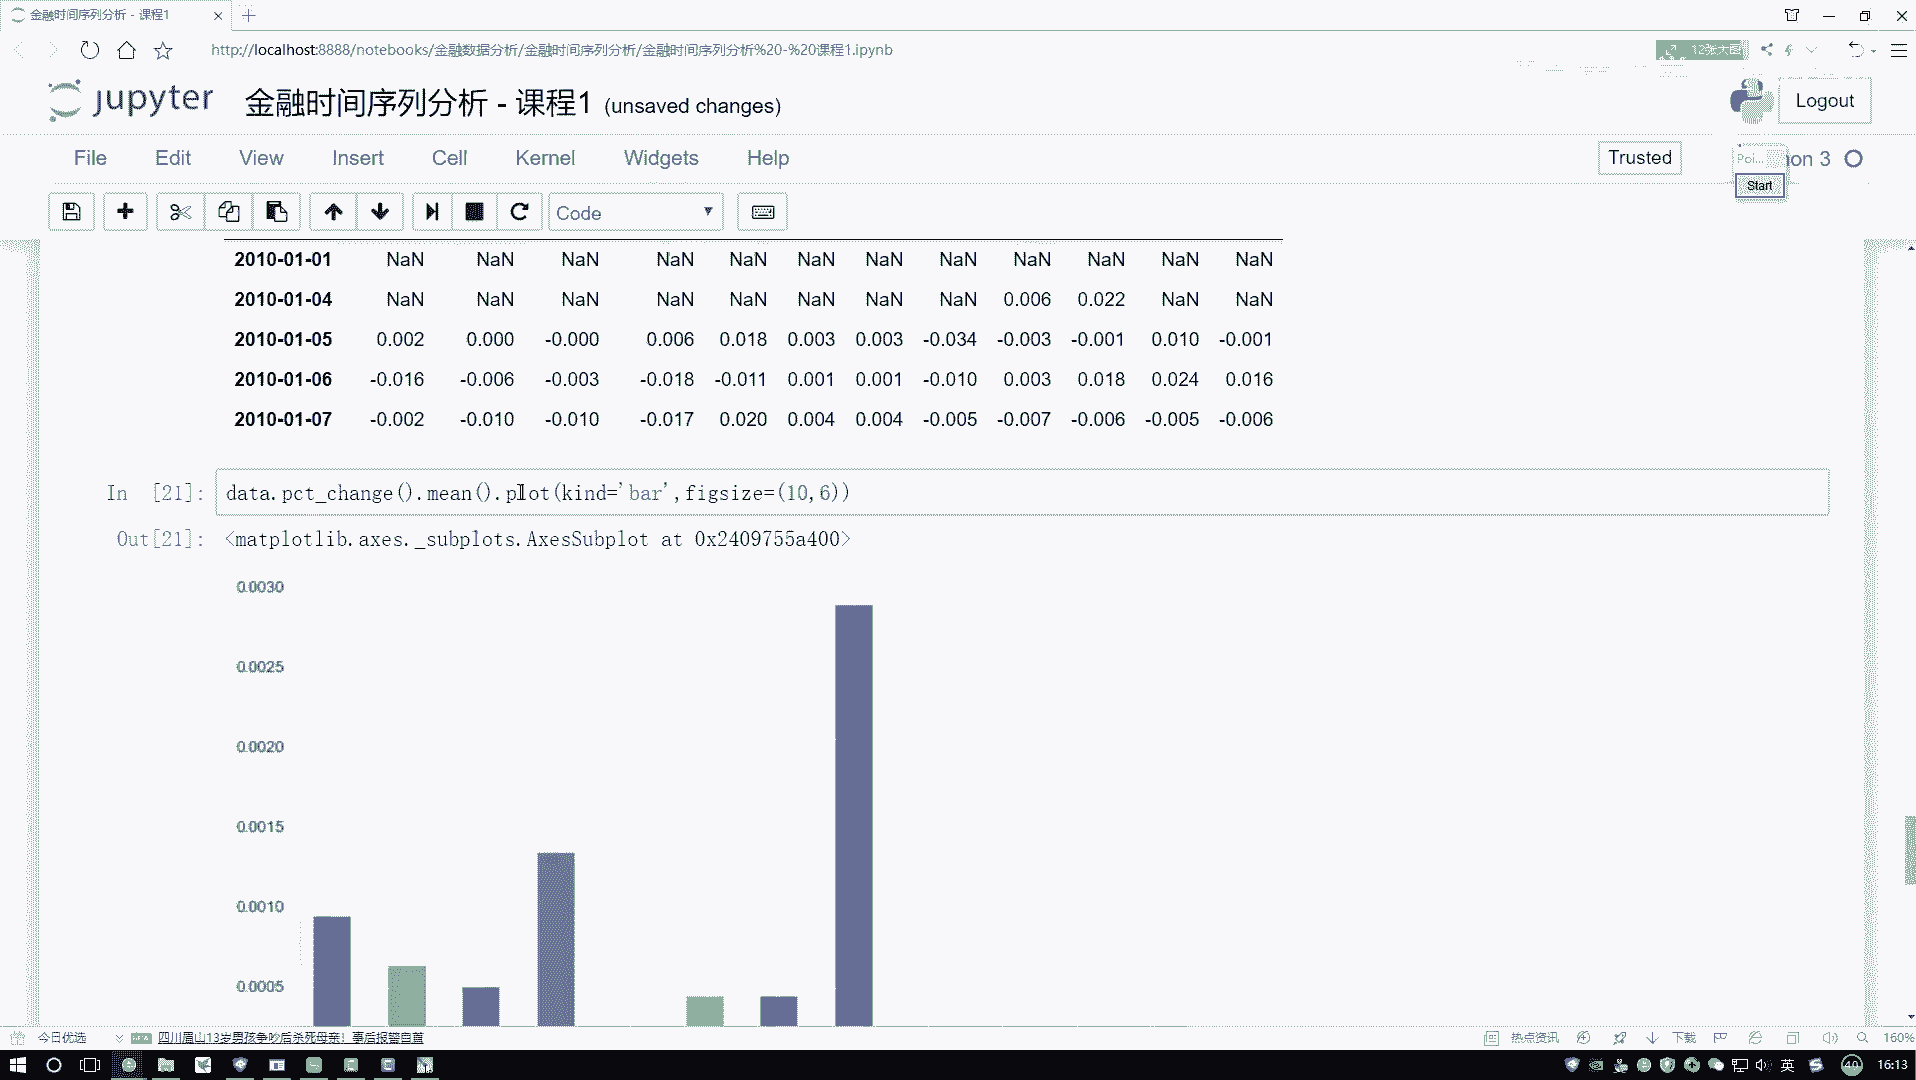 金融时间序列分析 - 课程1
http://localhost:8888/notebooks/金融数据分析/金融时间序列分析/金融时间序列分析%20-%20课程1.ipynb
12张大图
jupyter 金融时间序列分析 - 课程1 (unsaved changes)
Logout
File Edit View Insert Cell Kernel Widgets Help
Trusted
Poi... hon 3
Start
Code
2010-01-01 NaN NaN NaN NaN NaN NaN NaN NaN NaN NaN NaN NaN
2010-01-04 NaN NaN NaN NaN NaN NaN NaN NaN 0.006 0.022 NaN NaN
2010-01-05 0.002 0.000 -0.000 0.006 0.018 0.003 0.003 -0.034 -0.003 -0.001 0.010 -0.001
2010-01-06 -0.016 -0.006 -0.003 -0.018 -0.011 0.001 0.001 -0.010 0.003 0.018 0.024 0.016
2010-01-07 -0.002 -0.010 -0.010 -0.017 0.020 0.004 0.004 -0.005 -0.007 -0.006 -0.005 -0.006
In [21]: data.pct_change().mean().plot(kind='bar',figsize=(10,6))
Out[21]: <matplotlib.axes._subplots.AxesSubplot at 0x2409755a400>
0.0030
0.0025
0.0020
0.0015
0.0010
0.0005
今日优选
四川眉山13岁男孩争吵后杀死母亲！事后报警自首
热点资讯
下载
160%
英
40
16:13